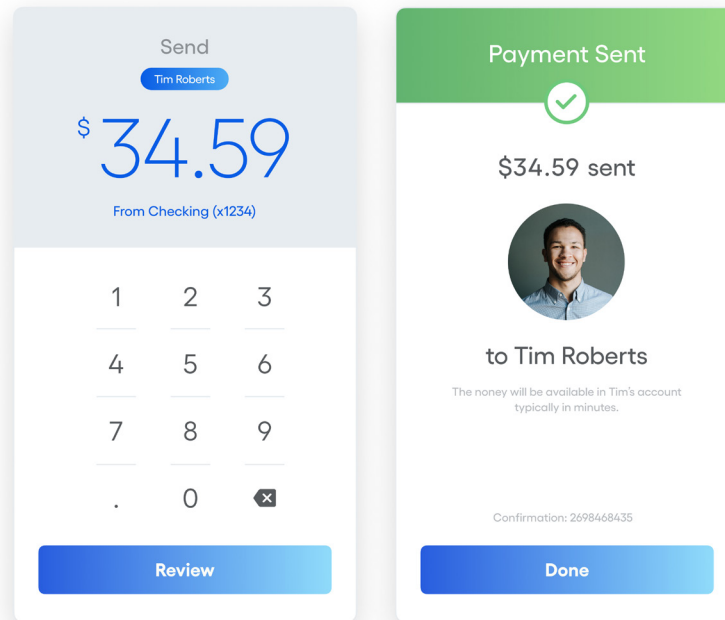 Send
Tim Roberts
$34.59
From Checking (x1234)
1 2 3
4 5 6
7 8 9
. 0
Review
Payment Sent
$34.59 sent
to Tim Roberts
The noney will be available in Tim's account
typically in minutes.
Confirmation: 2698468435
Done